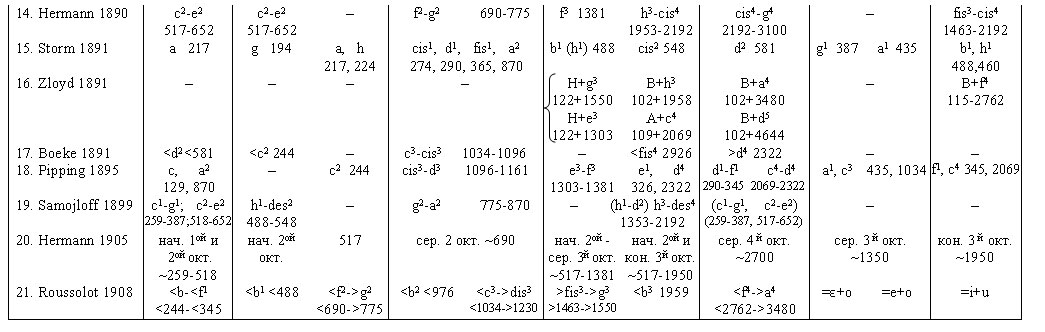 14. Hermann 1890 c²-e² c²-e² – f²-g² 690-775 f³ 1381 h³-cis⁴ cis⁴-g⁴ – fis³-cis⁴
517-652 517-652 1953-2192 2192-3100 1463-2192
15. Storm 1891 a 217 g 194 a, h cis¹, d¹, fis¹, a² b¹ (h¹) 488 cis² 548 d² 581 g¹ 387 a¹ 435 b¹, h¹
217, 224 274, 290, 365, 870 488,460
16. Zloyd 1891 – – – – H+g³ B+h³ B+a⁴ – B+f⁴
122+1550 102+1958 102+3480 115-2762
H+e³ A+c⁴ B+d⁵
122+1303 109+2069 102+4644
17. Boeke 1891 <d²<581 <c² 244 – c³-cis³ 1034-1096 – <fis⁴ 2926 >d⁴ 2322 –
18. Pipping 1895 c, a² – c² 244 cis³-d³ 1096-1161 e³-f³ e¹, d⁴ d¹-f¹ c⁴-d⁴ a¹, c³ 435, 1034 f¹, c⁴ 345, 2069
129, 870 1303-1381 326, 2322 290-345 2069-2322
19. Samojloff 1899 c¹-g¹; c²-e² h¹-des² g²-a² 775-870 – (h¹-d²) h³-des⁴ (c¹-g¹, c²-e²) –
259-387;518-652 488-548 1353-2192 (259-387, 517-652)
20. Hermann 1905 нач. 1ой и нач. 2ой 517 сер. 2 окт. ~690 нач. 2ой - нач. 2ой и сер. 4й окт. сер. 3й окт. кон. 3й окт.
2ой окт. окт. сер. 3й окт. кон. 3й окт. ~2700 ~1350 ~1950
~259-518 ~517-1381 ~517-1950
21. Roussolot 1908 <b-<f¹ <b¹ <488 <f²->g² <b² <976 <c³->dis³ >fis³->g³ <b³ 1959 <f⁴->a⁴ =ε+o =e+o =i+u
<244-<345 <690->775 <1034->1230 >1463->1550 <2762->3480